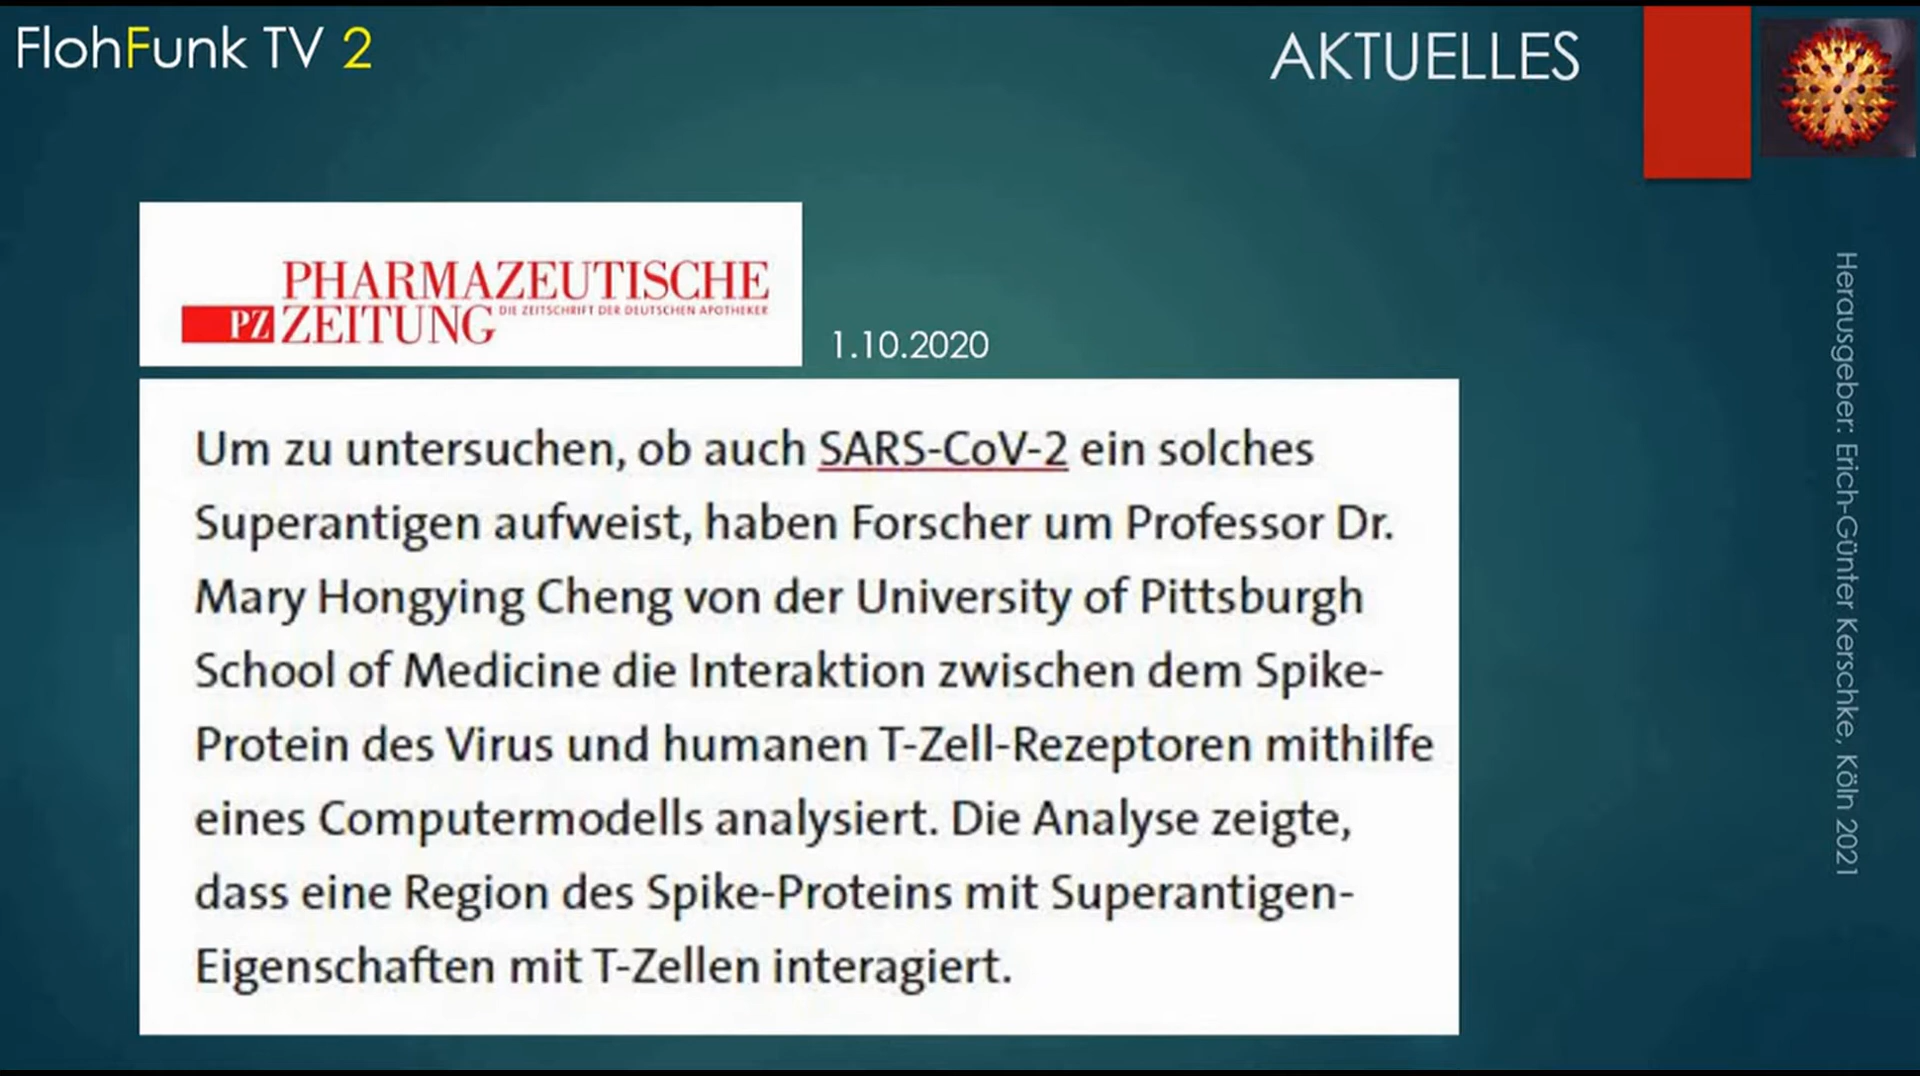 FlohFunk TV 2
AKTUELLES
PHARMAZEUTISCHE
PZ ZEITUNG DIE ZEITSCHRIFT DER DEUTSCHEN APOTHEKER
1.10.2020
Um zu untersuchen, ob auch SARS-CoV-2 ein solches
Superantigen aufweist, haben Forscher um Professor Dr.
Mary Hongying Cheng von der University of Pittsburgh
School of Medicine die Interaktion zwischen dem Spike-
Protein des Virus und humanen T-Zell-Rezeptoren mithilfe
eines Computermodells analysiert. Die Analyse zeigte,
dass eine Region des Spike-Proteins mit Superantigen-
Eigenschaften mit T-Zellen interagiert.
Herausgeber: Erich-Günter Kerschke, Köln 2021